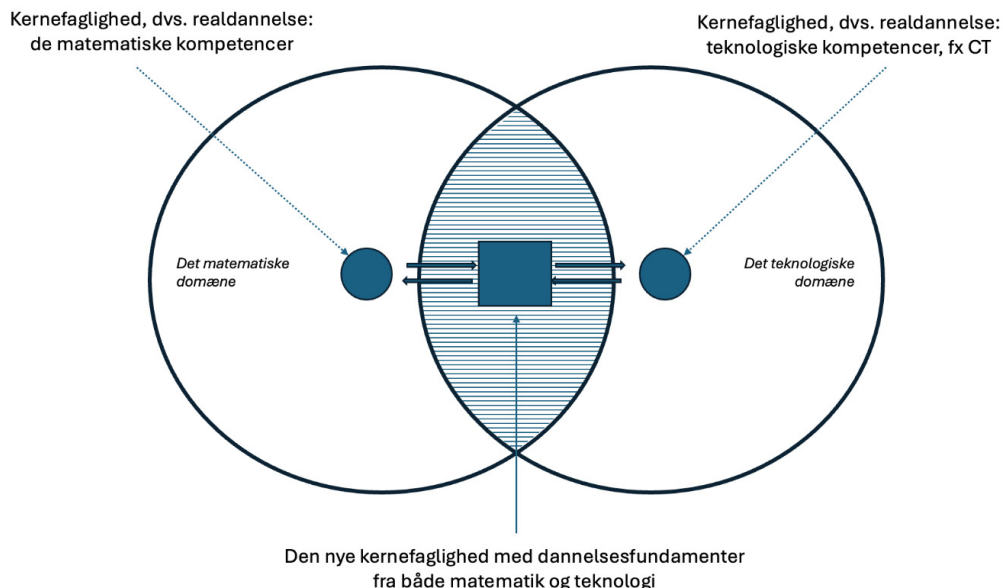 Kernefaglighed, dvs. realdannelse:
de matematiske kompetencer
Kernefaglighed, dvs. realdannelse:
teknologiske kompetencer, fx CT
Det matematiske
domæne
Det teknologiske
domæne
Den nye kernefaglighed med dannelsesfundamenter
fra både matematik og teknologi